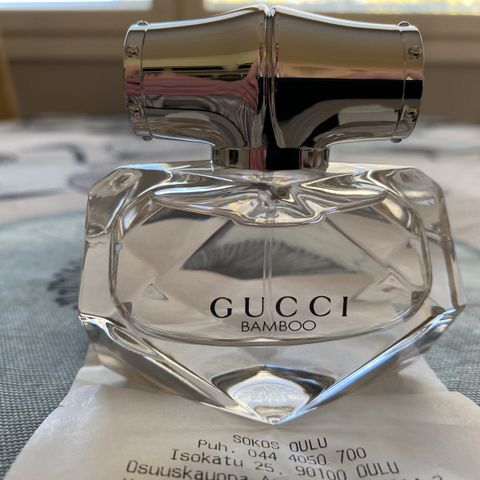 GUCCI
BAMBOO
SOKOS OULU
Puh. 044 4050 700
Isokatu 25, 90100 OULU
Osuuskauppa